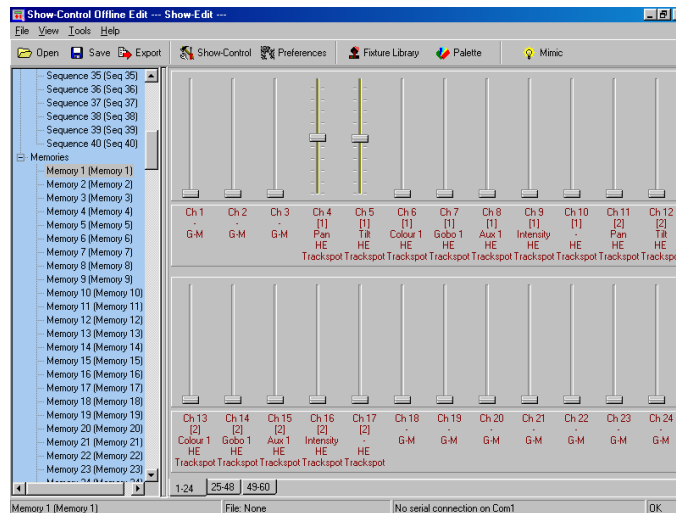 Show-Control Offline Edit --- Show-Edit ---
File View Tools Help
Open Save Export Show-Control Preferences Fixture Library Palette Mimic
Sequence 35 (Seq 35)
Sequence 36 (Seq 36)
Sequence 37 (Seq 37)
Sequence 38 (Seq 38)
Sequence 39 (Seq 39)
Sequence 40 (Seq 40)
Memories
Memory 1 (Memory 1)
Memory 2 (Memory 2)
Memory 3 (Memory 3)
Memory 4 (Memory 4)
Memory 5 (Memory 5)
Memory 6 (Memory 6)
Memory 7 (Memory 7)
Memory 8 (Memory 8)
Memory 9 (Memory 9)
Memory 10 (Memory 10)
Memory 11 (Memory 11)
Memory 12 (Memory 12)
Memory 13 (Memory 13)
Memory 14 (Memory 14)
Memory 15 (Memory 15)
Memory 16 (Memory 16)
Memory 17 (Memory 17)
Memory 18 (Memory 18)
Memory 19 (Memory 19)
Memory 20 (Memory 20)
Memory 21 (Memory 21)
Memory 22 (Memory 22)
Memory 23 (Memory 23)
Memory 24 (Memory 24)
Ch 1 Ch 2 Ch 3 Ch 4 Ch 5 Ch 6 Ch 7 Ch 8 Ch 9 Ch 10 Ch 11 Ch 12
- - - [1] [1] [1] [1] [1] [1] [1] [2] [2]
G-M G-M G-M Pan Tilt Colour 1 Gobo 1 Aux 1 Intensity - Pan Tilt
HE HE HE HE HE HE HE HE HE
Trackspot Trackspot Trackspot Trackspot Trackspot Trackspot Trackspot Trackspot Trackspo
Ch 13 Ch 14 Ch 15 Ch 16 Ch 17 Ch 18 Ch 19 Ch 20 Ch 21 Ch 22 Ch 23 Ch 24
[2] [2] [2] [2] [2] - - - - - - -
Colour 1 Gobo 1 Aux 1 Intensity - G-M G-M G-M G-M G-M G-M G-M
HE HE HE HE HE
Trackspot Trackspot Trackspot Trackspot Trackspot
1-24 25-48 49-60
Memory 1 (Memory 1) File: None No serial connection on Com1 OK